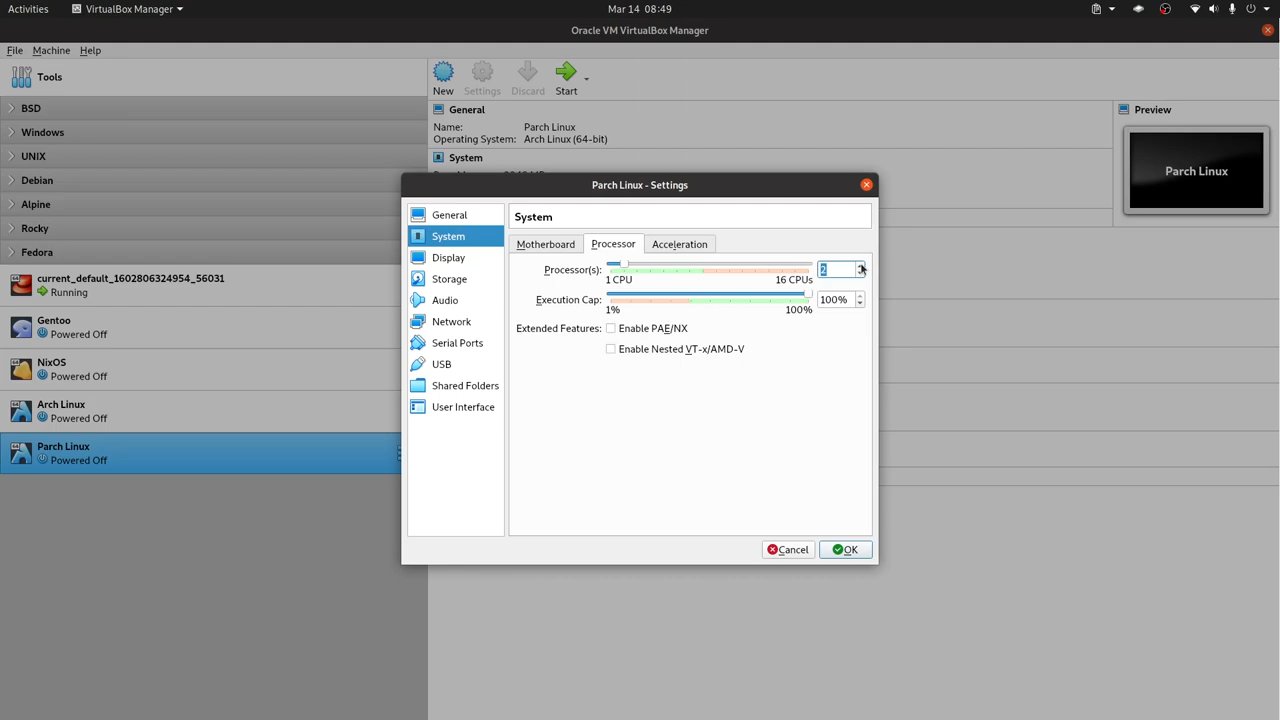 Activities
VirtualBox Manager
Mar 14 08:49
Oracle VM VirtualBox Manager
File Machine Help
Tools
New
Settings
Discard
Start
BSD
Windows
UNIX
Debian
Alpine
Rocky
Fedora
current_default_1602806324954_56031
Running
Gentoo
Powered Off
NixOS
Powered Off
Arch Linux
Powered Off
Parch Linux
Powered Off
General
Name: Parch Linux
Operating System: Arch Linux (64-bit)
System
Preview
Parch Linux
Parch Linux - Settings
General
System
Display
Storage
Audio
Network
Serial Ports
USB
Shared Folders
User Interface
System
Motherboard Processor Acceleration
Processor(s): 2
1 CPU 16 CPUs
Execution Cap: 100%
1% 100%
Extended Features: Enable PAE/NX
Enable Nested VT-x/AMD-V
Cancel OK